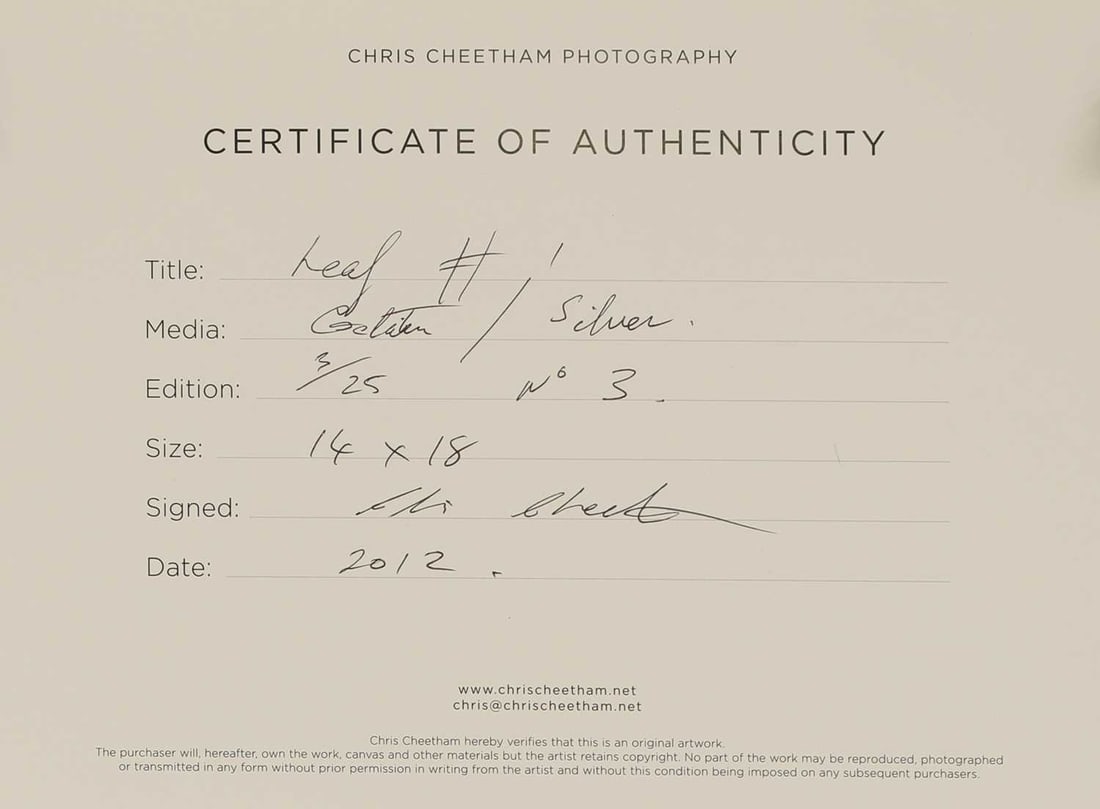 CHRIS CHEETHAM PHOTOGRAPHY
CERTIFICATE OF AUTHENTICITY
Title: Leaf # 1
Media: Gelatin / Silver.
Edition: 3/25 Nº 3.
Size: 14 x 18
Signed: Chris Cheetham
Date: 2012.
www.chrischeetham.net
chris@chrischeetham.net
Chris Cheetham hereby verifies that this is an original artwork.
The purchaser will, hereafter, own the work, canvas and other materials but the artist retains copyright. No part of the work may be reproduced, photographed
or transmitted in any form without prior permission in writing from the artist and without this condition being imposed on any subsequent purchasers.